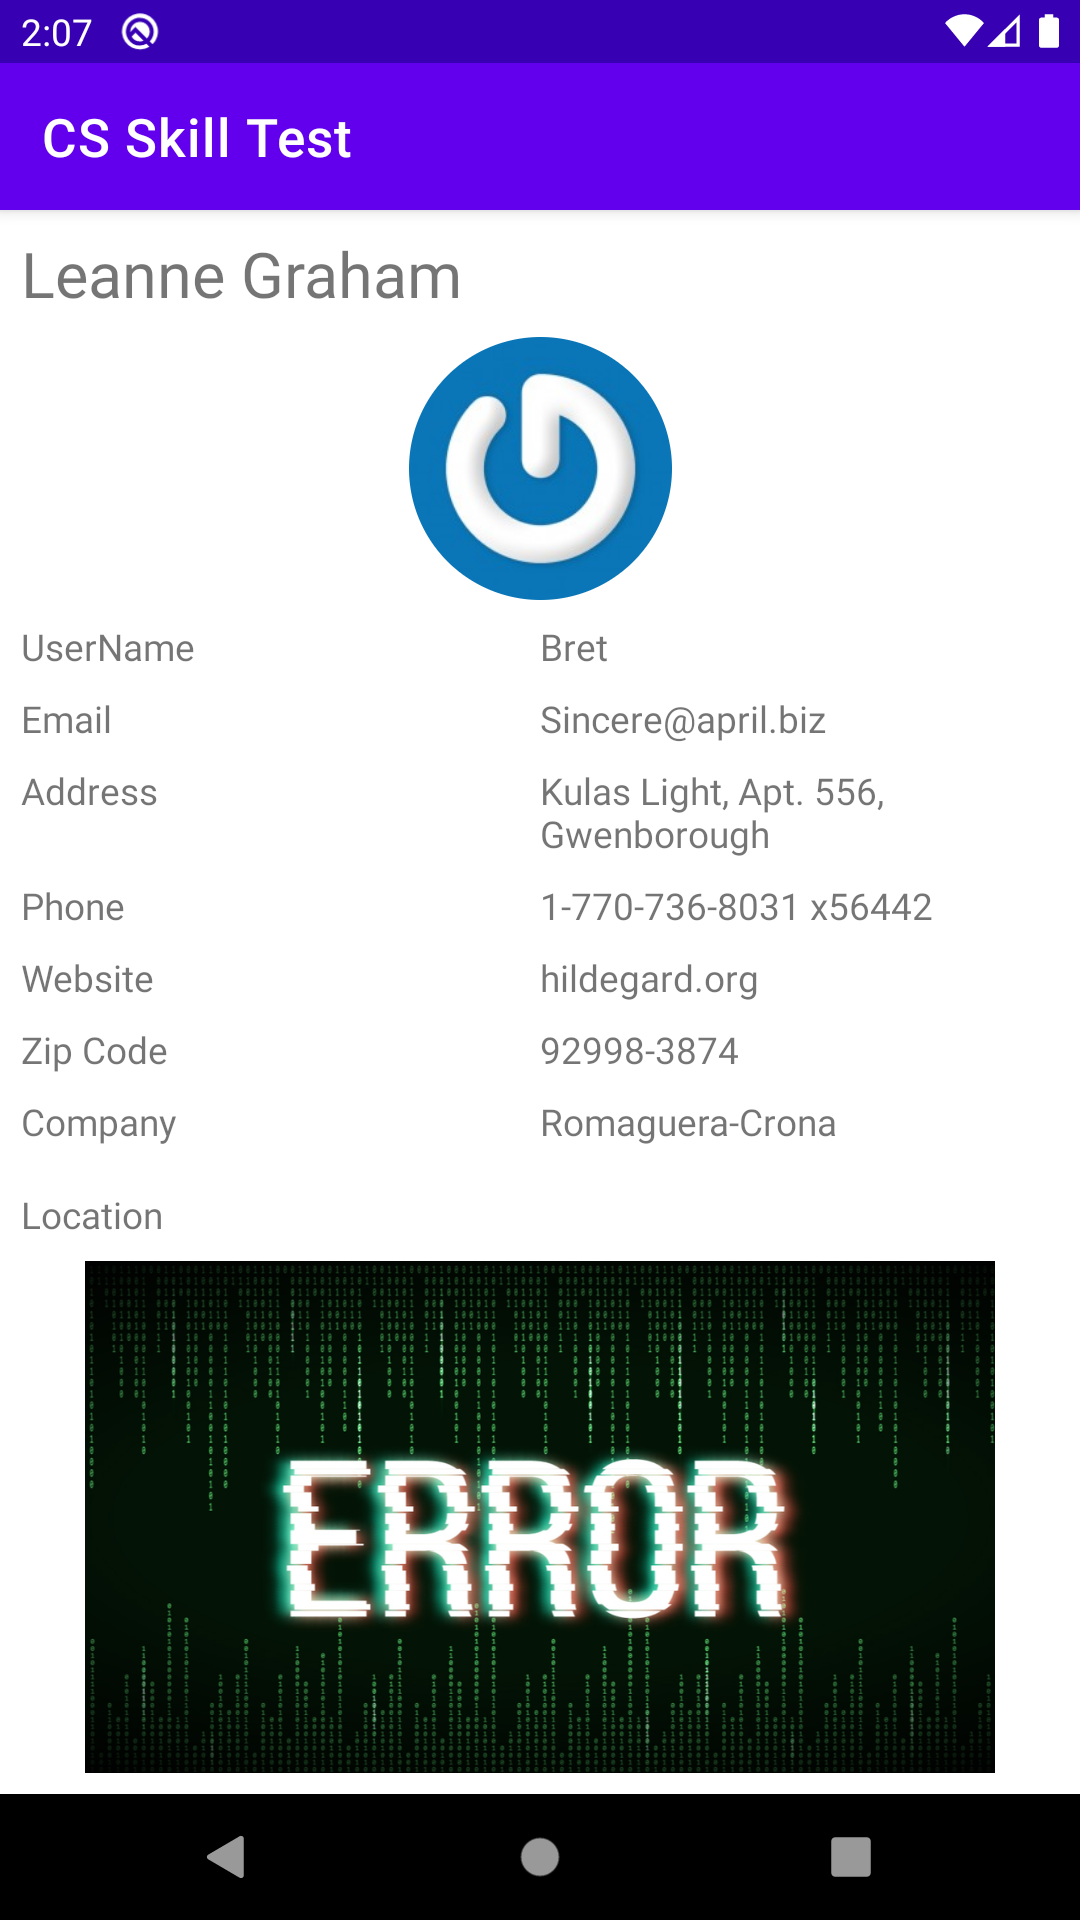 2:07
CS Skill Test
Leanne Graham
UserName Bret
Email Sincere@april.biz
Address Kulas Light, Apt. 556,
Gwenborough
Phone 1-770-736-8031 x56442
Website hildegard.org
Zip Code 92998-3874
Company Romaguera-Crona
Location
ERROR